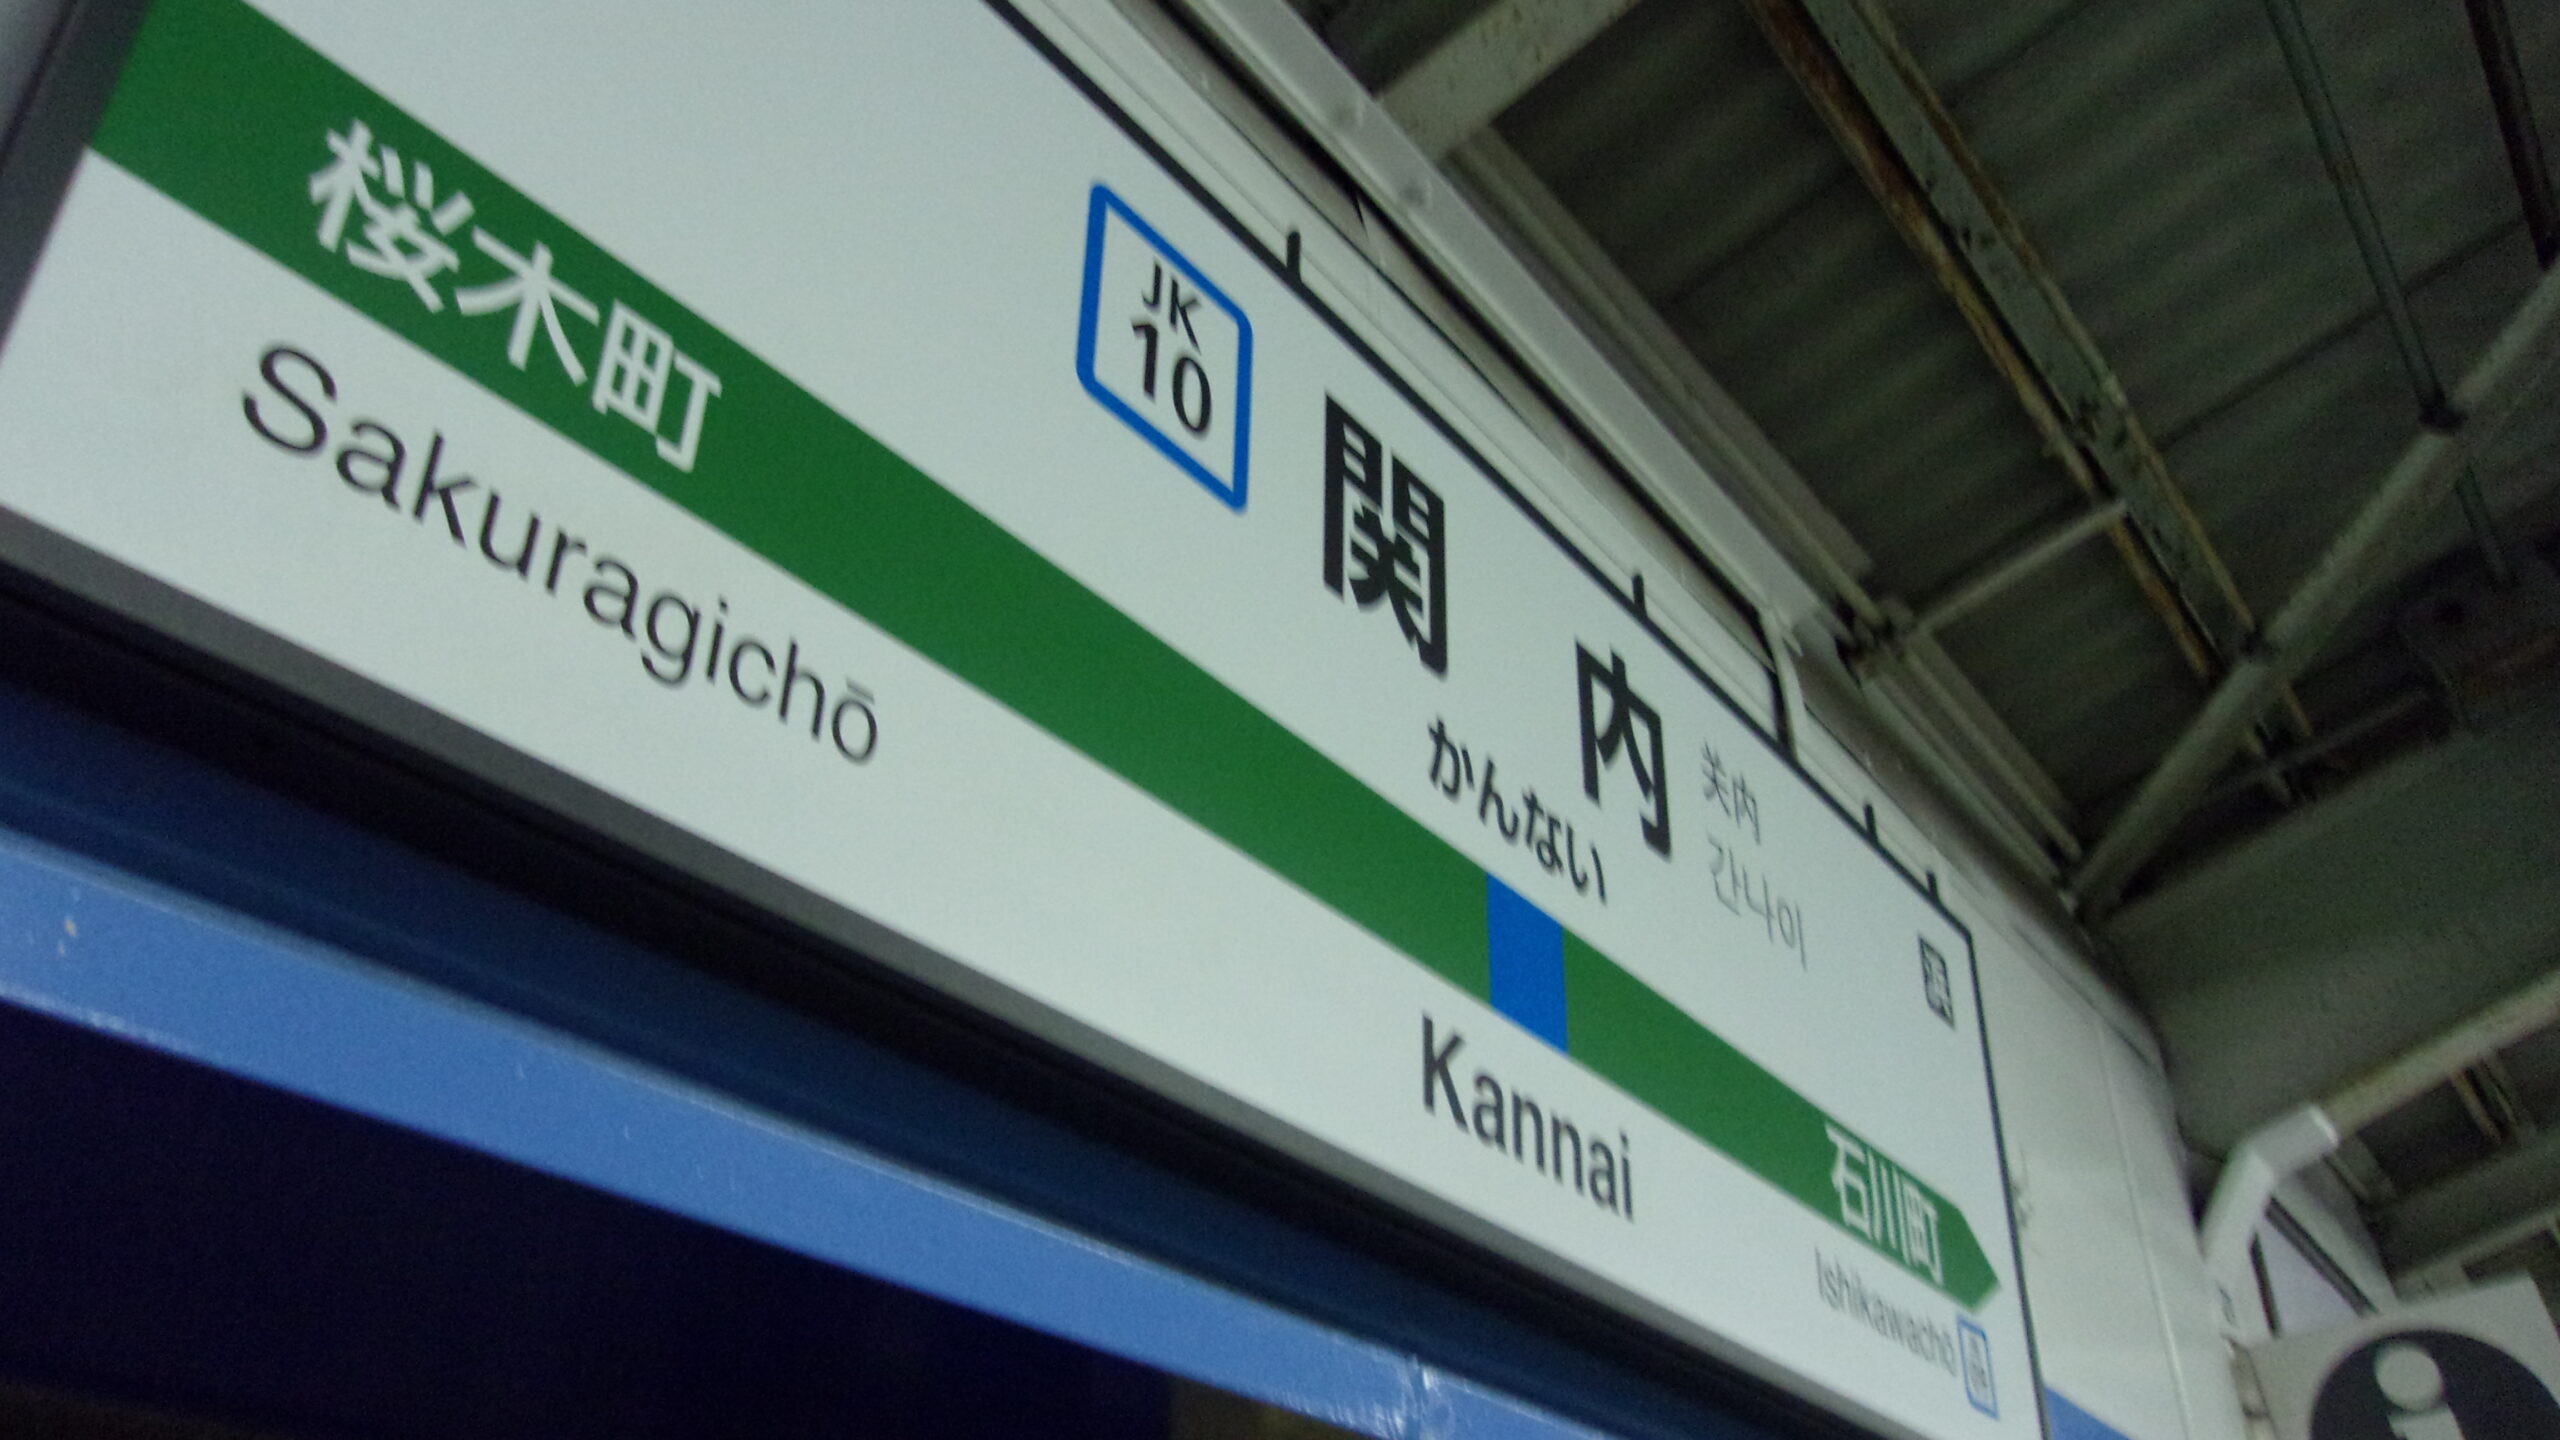 JK
10
関内
关内
かんない
간나이
桜木町
石川町
Sakuragichō
Kannai
Ishikawachō
i